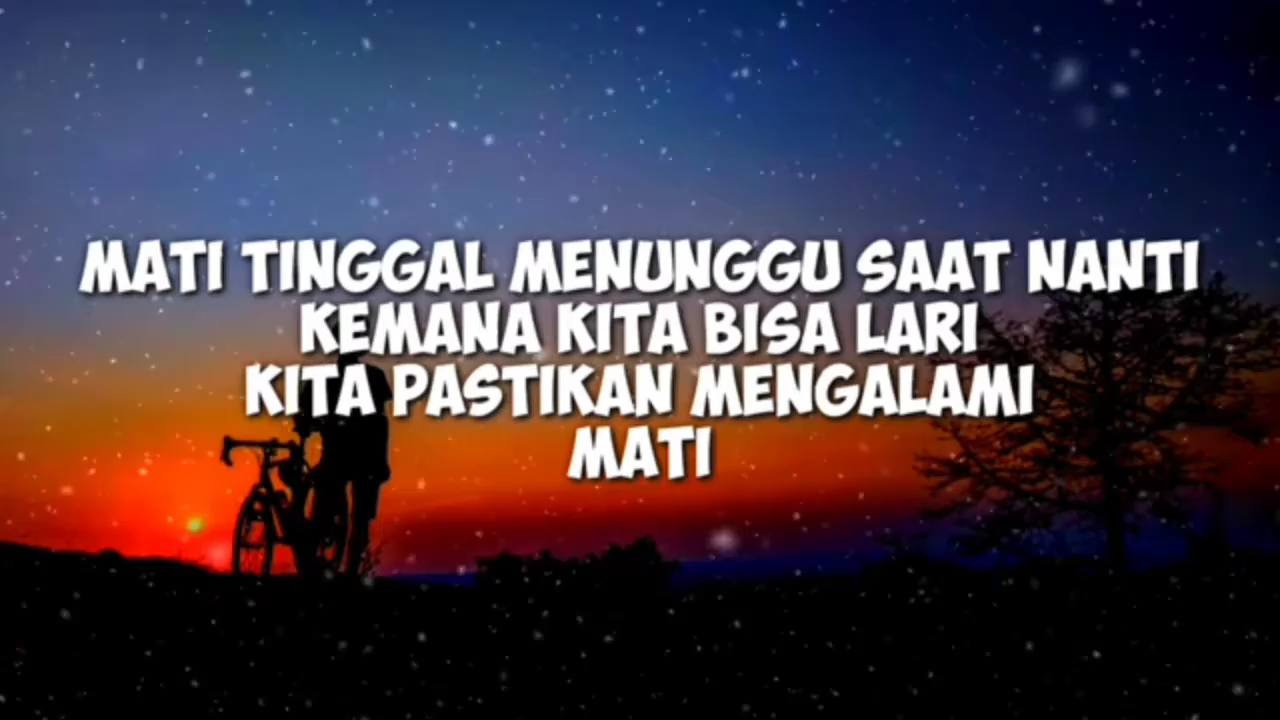 MATI TINGGAL MENUNGGU SAAT NANTI
KEMANA KITA BISA LARI
KITA PASTIKAN MENGALAMI
MATI